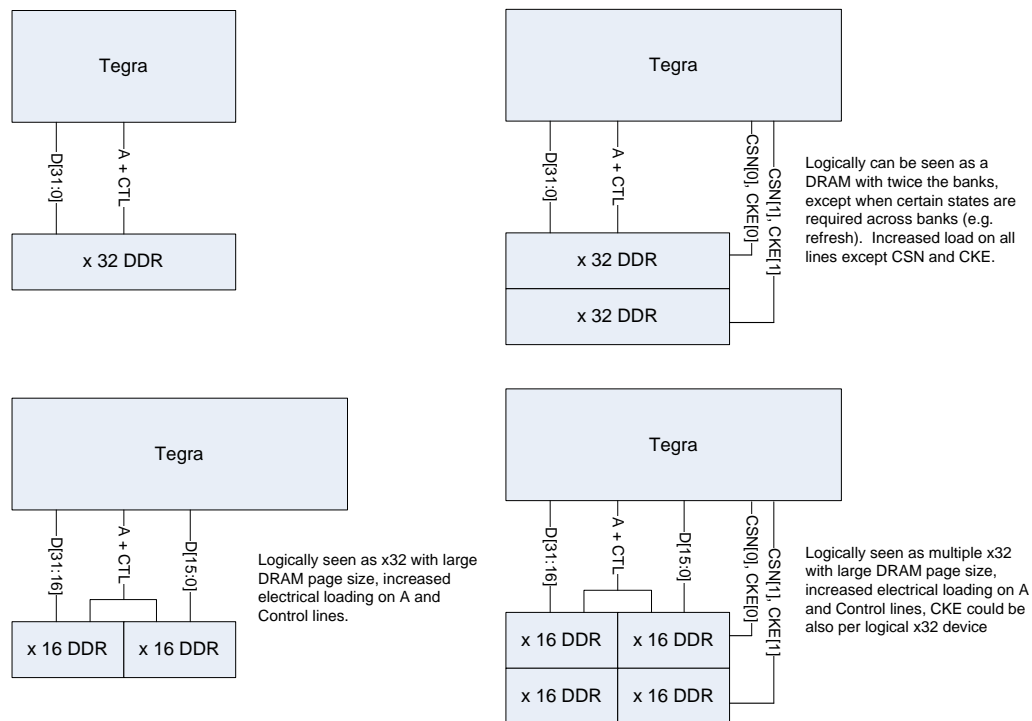 Tegra
D[31:0]
A + CTL
x 32 DDR
Tegra
D[31:0]
A + CTL
CSN[0], CKE[0]
CSN[1], CKE[1]
x 32 DDR
x 32 DDR
Logically can be seen as a
DRAM with twice the banks,
except when certain states are
required across banks (e.g.
refresh). Increased load on all
lines except CSN and CKE.
Tegra
D[31:16]
A + CTL
D[15:0]
x 16 DDR
x 16 DDR
Logically seen as x32 with large
DRAM page size, increased
electrical loading on A and
Control lines.
Tegra
D[31:16]
A + CTL
D[15:0]
CSN[0], CKE[0]
CSN[1], CKE[1]
x 16 DDR
x 16 DDR
x 16 DDR
x 16 DDR
Logically seen as multiple x32
with large DRAM page size,
increased electrical loading on A
and Control lines, CKE could be
also per logical x32 device